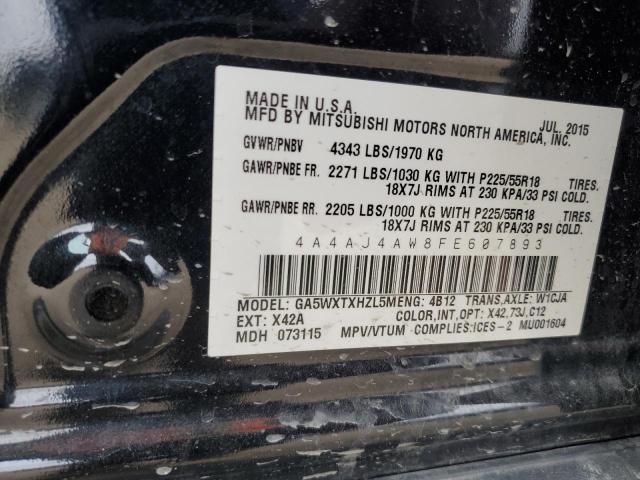 MADE IN U.S.A. JUL, 2015
MFD BY MITSUBISHI MOTORS NORTH AMERICA, INC.
GVWR/PNBV 4343 LBS/1970 KG
GAWR/PNBE FR. 2271 LBS/1030 KG WITH P225/55R18 TIRES.
18X7J RIMS AT 230 KPA/33 PSI COLD.
GAWR/PNBE RR. 2205 LBS/1000 KG WITH P225/55R18 TIRES.
18X7J RIMS AT 230 KPA/33 PSI COLD.
4A4AJ4AW8FE607893
MODEL: GA5WXTXHZL5M ENG: 4B12 TRANS,AXLE: W1CJA
EXT: X42A COLOR,INT,OPT: X42,73J,C12
MDH 073115 MPV/VTUM COMPLIES:ICES-2 MU001604